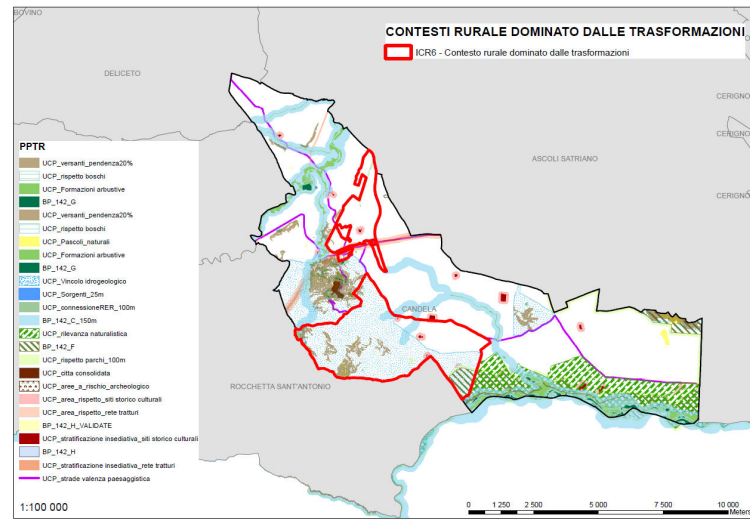 BOVINO
CONTESTI RURALE DOMINATO DALLE TRASFORMAZIONI
ICR6 - Contesto rurale dominato dalle trasformazioni
DELICETO
CERIGNO
CERIGNO
ASCOLI SATRIANO
CERIGNO
PPTR
UCP_versanti_pendenza20%
UCP_rispetto boschi
UCP_Formazioni arbustive
BP_142_G
UCP_versanti_pendenza20%
UCP_rispetto boschi
UCP_Pascoli_naturali
UCP_Formazioni arbustive
BP_142_G
UCP_Vincolo idrogeologico
UCP_Sorgenti_25m
UCP_connessioneRER_100m
BP_142_C_150m
UCP_rilevanza naturalistica
BP_142_F
UCP_rispetto parchi_100m
UCP_citta consolidata
UCP_aree_a_rischio_archeologico
UCP_area_rispetto_siti storico culturali
UCP_area_rispetto_rete tratturi
BP_142_H_VALIDATE
UCP_stratificazione insediativa_siti storico culturali
BP_142_H
UCP_stratificazione insediativa_rete tratturi
UCP_strade valenza paesaggistica
CANDELA
ROCCHETTA SANT'ANTONIO
1:100 000
0 1 250 2 500 5 000 7 500 10 000
Meters